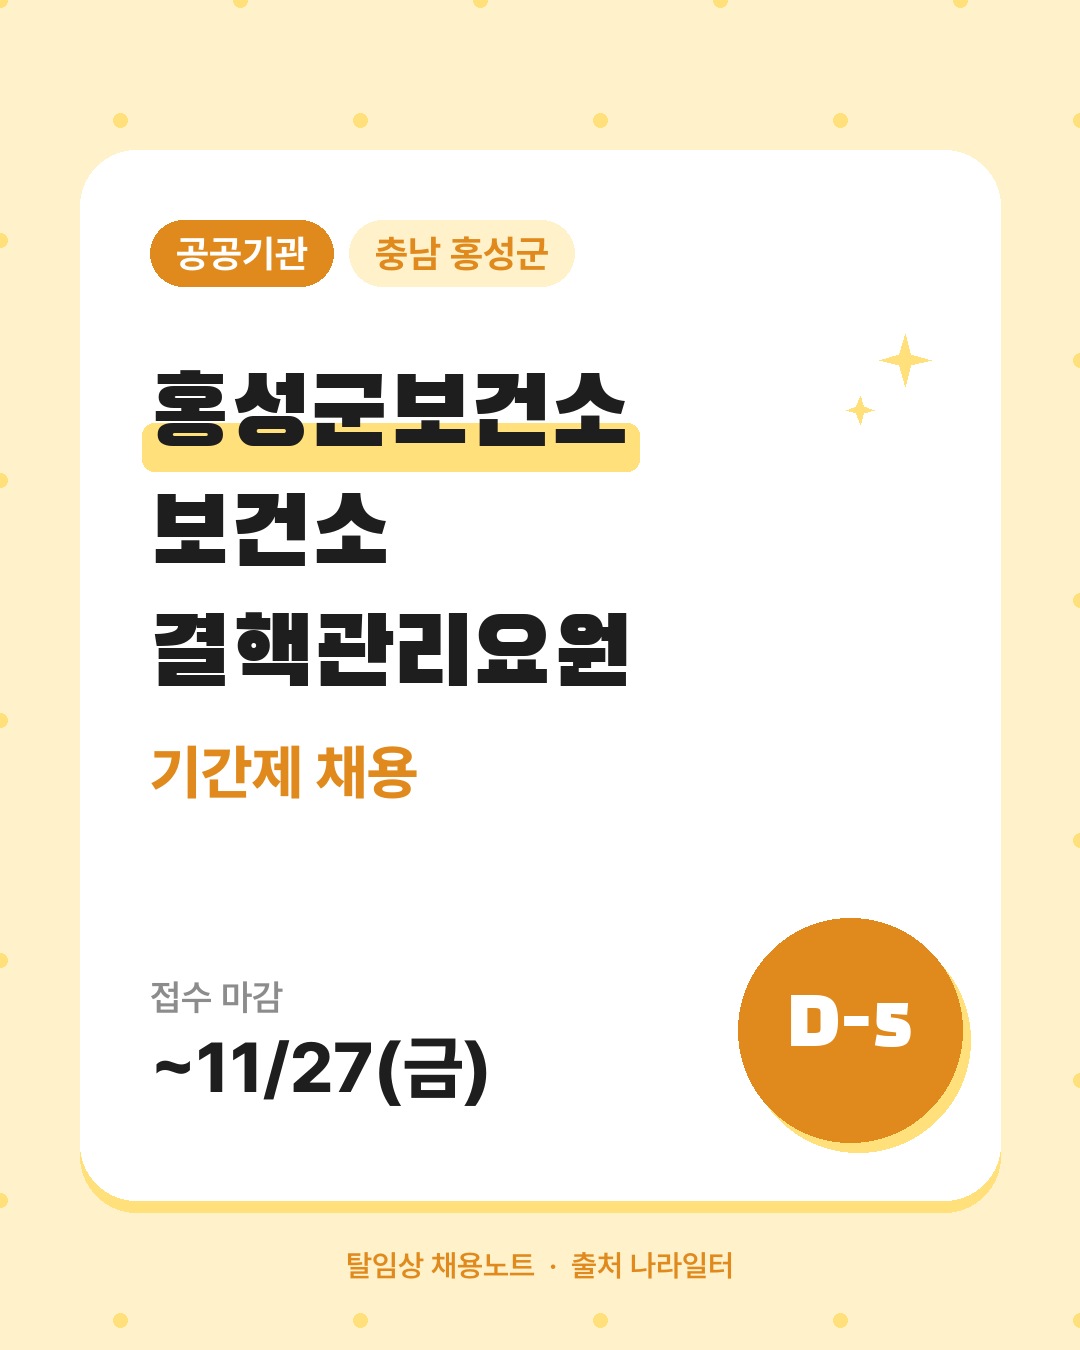 공공기관 충남 홍성군
홍성군보건소
보건소
결핵관리요원
기간제 채용
접수 마감
~11/27(금)
D-5
탈임상 채용노트 · 출처 나라일터